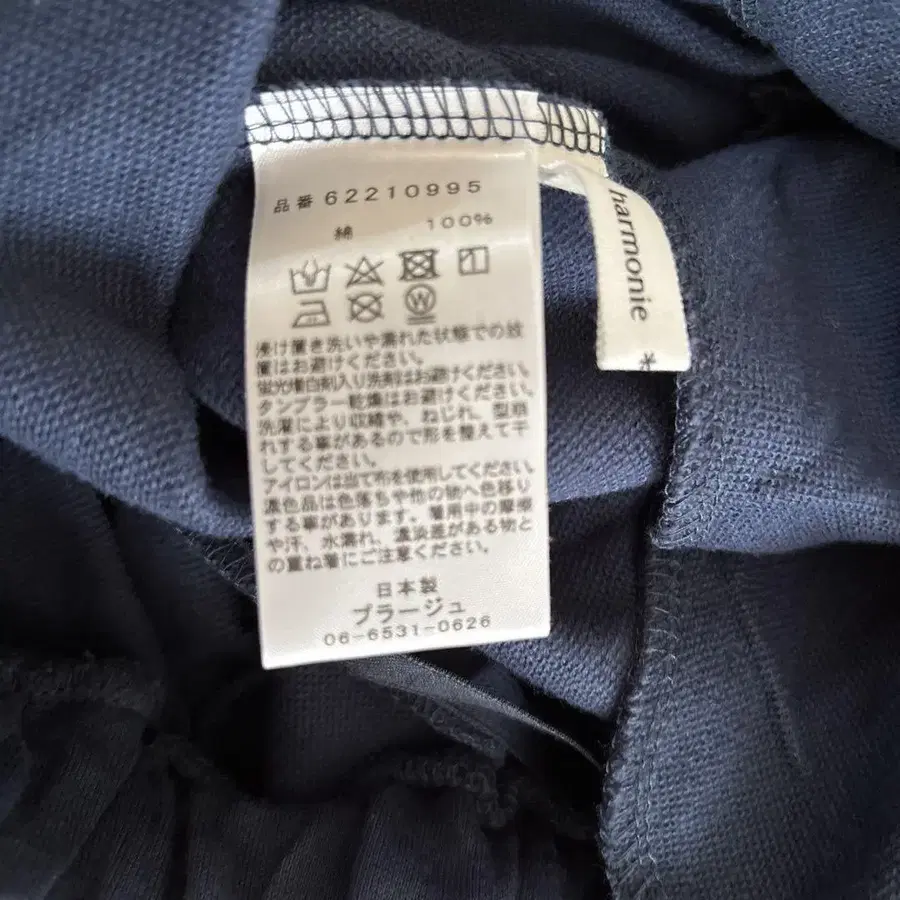 品番 62210995
綿 100%
W
浸け置き洗いや濡れた状態での放
置はお避けください。
蛍光増白剤入り洗剤はお避けください。
タンブラー乾燥はお避けください。
洗濯により収縮や、ねじれ、型崩
れする事があるので形を整えて干
してください。
アイロンは当て布を使用してください。
濃色品は色落ちや他の物へ色移り
する事があります。着用中の摩擦
や汗、水濡れ、濃淡差がある物と
の重ね着にご注意ください。
日本製
プラージュ
06-6531-0626
harmonie